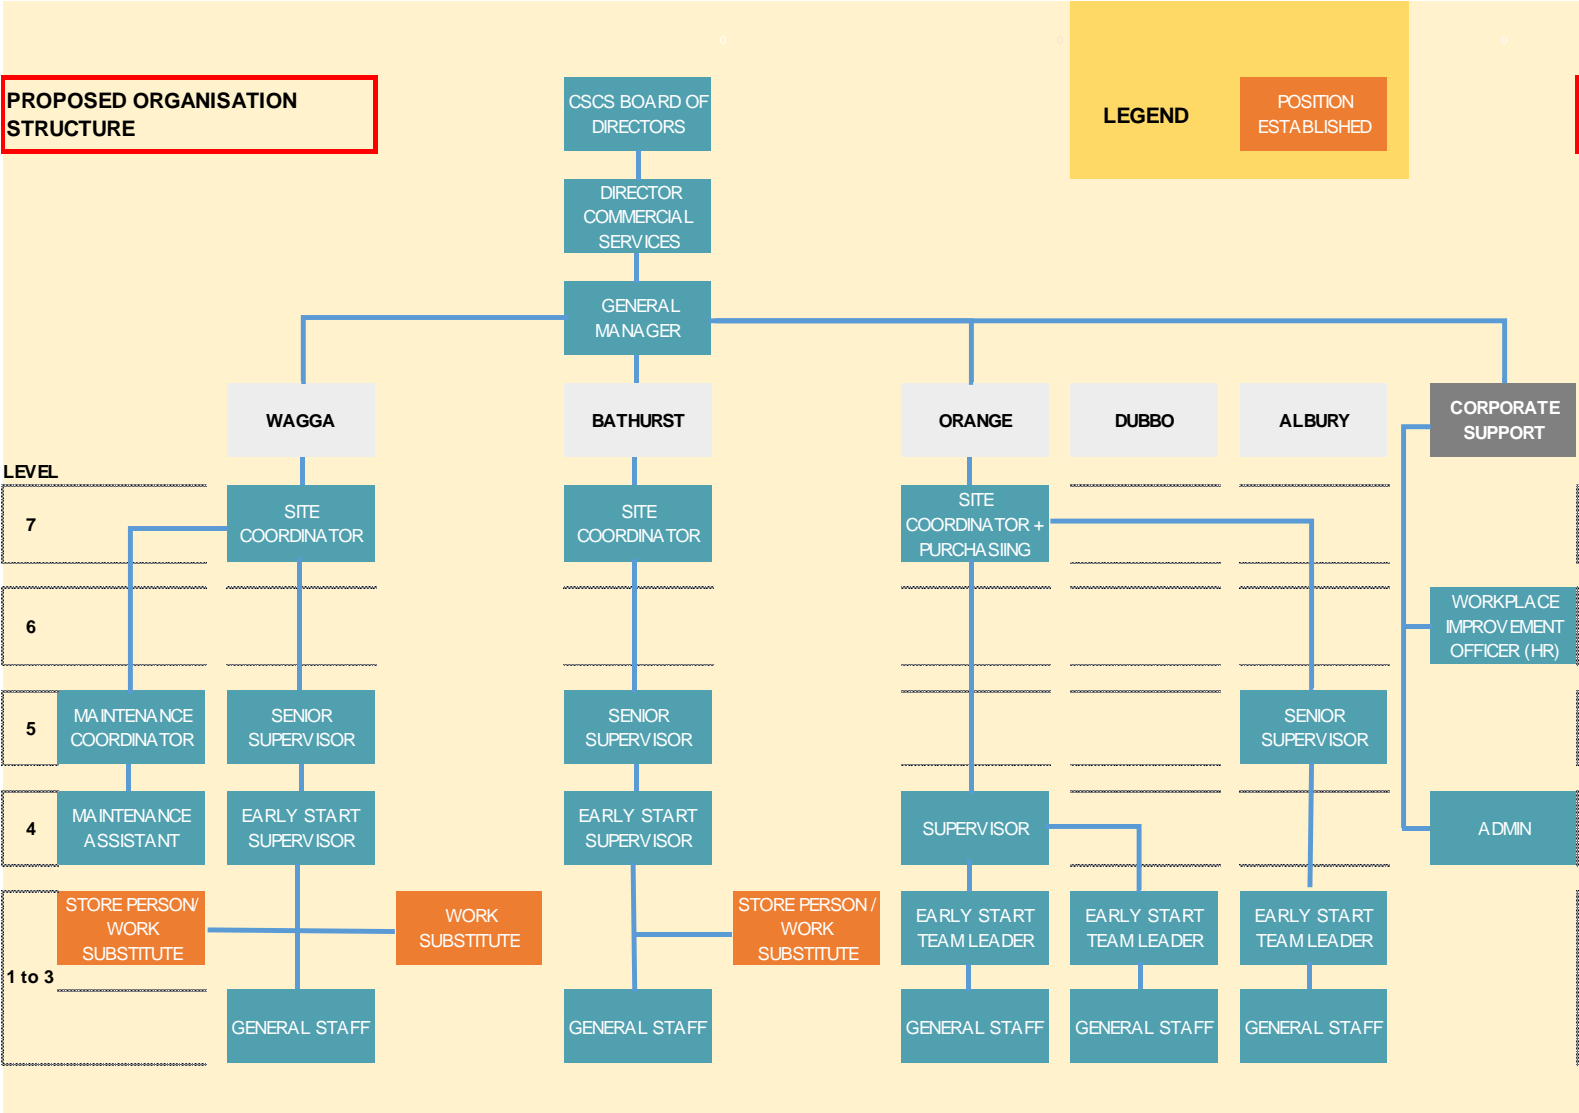 0
0
0
PROPOSED ORGANISATION
STRUCTURE
CSCS BOARD OF
DIRECTORS
LEGEND
POSITION
ESTABLISHED
DIRECTOR
COMMERCIAL
SERVICES
GENERAL
MANAGER
WAGGA
BATHURST
ORANGE
DUBBO
ALBURY
CORPORATE
SUPPORT
LEVEL
7
SITE
COORDINATOR
SITE
COORDINATOR
SITE
COORDINATOR +
PURCHASIING
6
WORKPLACE
IMPROVEMENT
OFFICER (HR)
5
MAINTENANCE
COORDINATOR
SENIOR
SUPERVISOR
SENIOR
SUPERVISOR
SENIOR
SUPERVISOR
4
MAINTENANCE
ASSISTANT
EARLY START
SUPERVISOR
EARLY START
SUPERVISOR
SUPERVISOR
ADMIN
1 to 3
STORE PERSON/
WORK
SUBSTITUTE
WORK
SUBSTITUTE
STORE PERSON /
WORK
SUBSTITUTE
EARLY START
TEAM LEADER
EARLY START
TEAM LEADER
EARLY START
TEAM LEADER
GENERAL STAFF
GENERAL STAFF
GENERAL STAFF
GENERAL STAFF
GENERAL STAFF